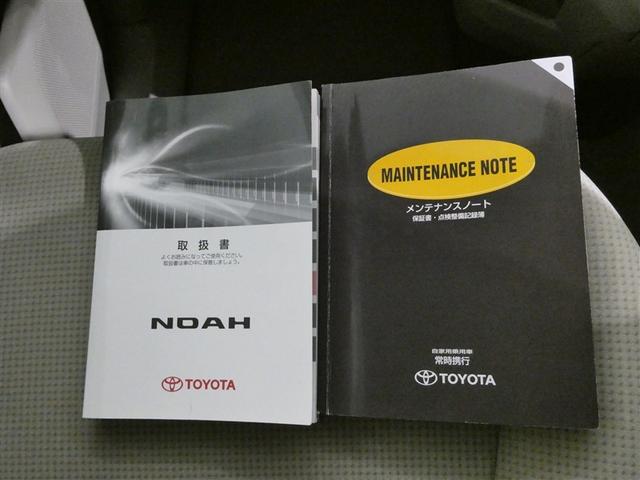 取扱書
よくお読みになってご使用ください。
取扱書は車の中に保管しましょう。
NOAH
TOYOTA
MAINTENANCE NOTE
メンテナンスノート
保証書・点検整備記録簿
自家用乗用車
常時携行
TOYOTA